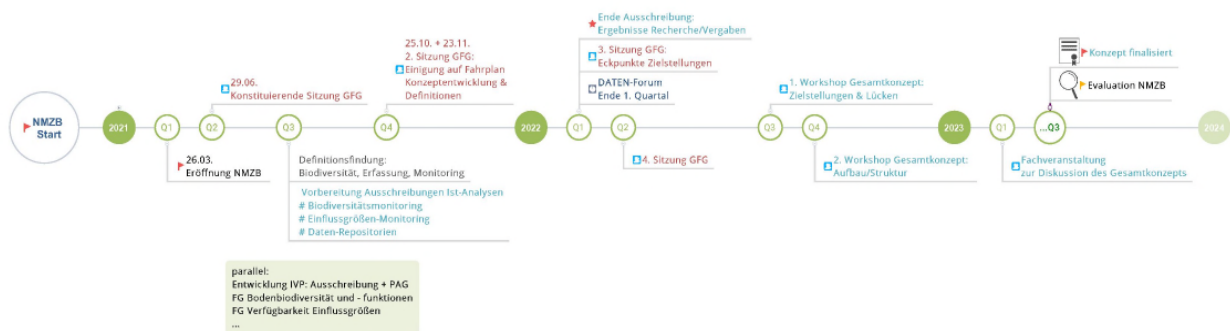 NMZB
Start
2021
Q1
26.03.
Eröffnung NMZB
Q2
29.06.
Konstituierende Sitzung GFG
Q3
Definitionsfindung:
Biodiversität, Erfassung, Monitoring
Vorbereitung Ausschreibungen Ist-Analysen
# Biodiversitätsmonitoring
# Einflussgrößen-Monitoring
# Daten-Repositorien
Q4
25.10. + 23.11.
2. Sitzung GFG:
Einigung auf Fahrplan
Konzeptentwicklung &
Definitionen
2022
Q1
Ende Ausschreibung:
Ergebnisse Recherche/Vergaben
3. Sitzung GFG:
Eckpunkte Zielstellungen
DATEN-Forum
Ende 1. Quartal
Q2
4. Sitzung GFG
Q3
1. Workshop Gesamtkonzept:
Zielstellungen & Lücken
Q4
2. Workshop Gesamtkonzept:
Aufbau/Struktur
2023
Q1
Fachveranstaltung
zur Diskussion des Gesamtkonzepts
...Q3
Konzept finalisiert
Evaluation NMZB
2024
parallel:
Entwicklung IVP: Ausschreibung + PAG
FG Bodenbiodiversität und - funktionen
FG Verfügbarkeit Einflussgrößen
...